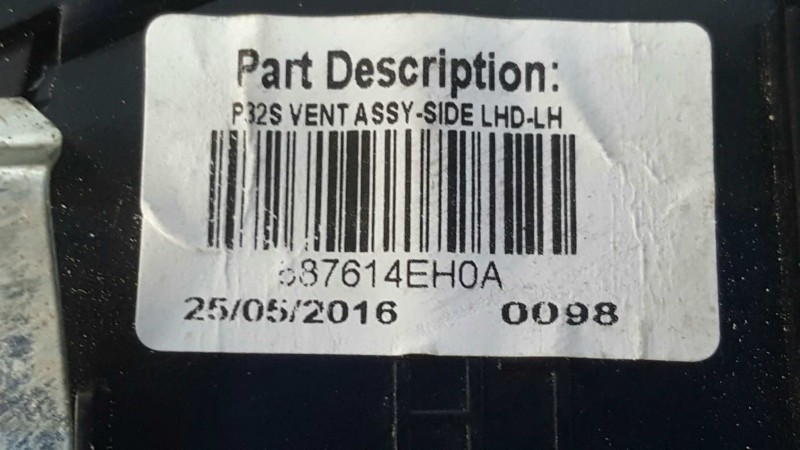 Part Description:
P32S VENT ASSY-SIDE LHD-LH
687614EH0A
25/05/2016 0098